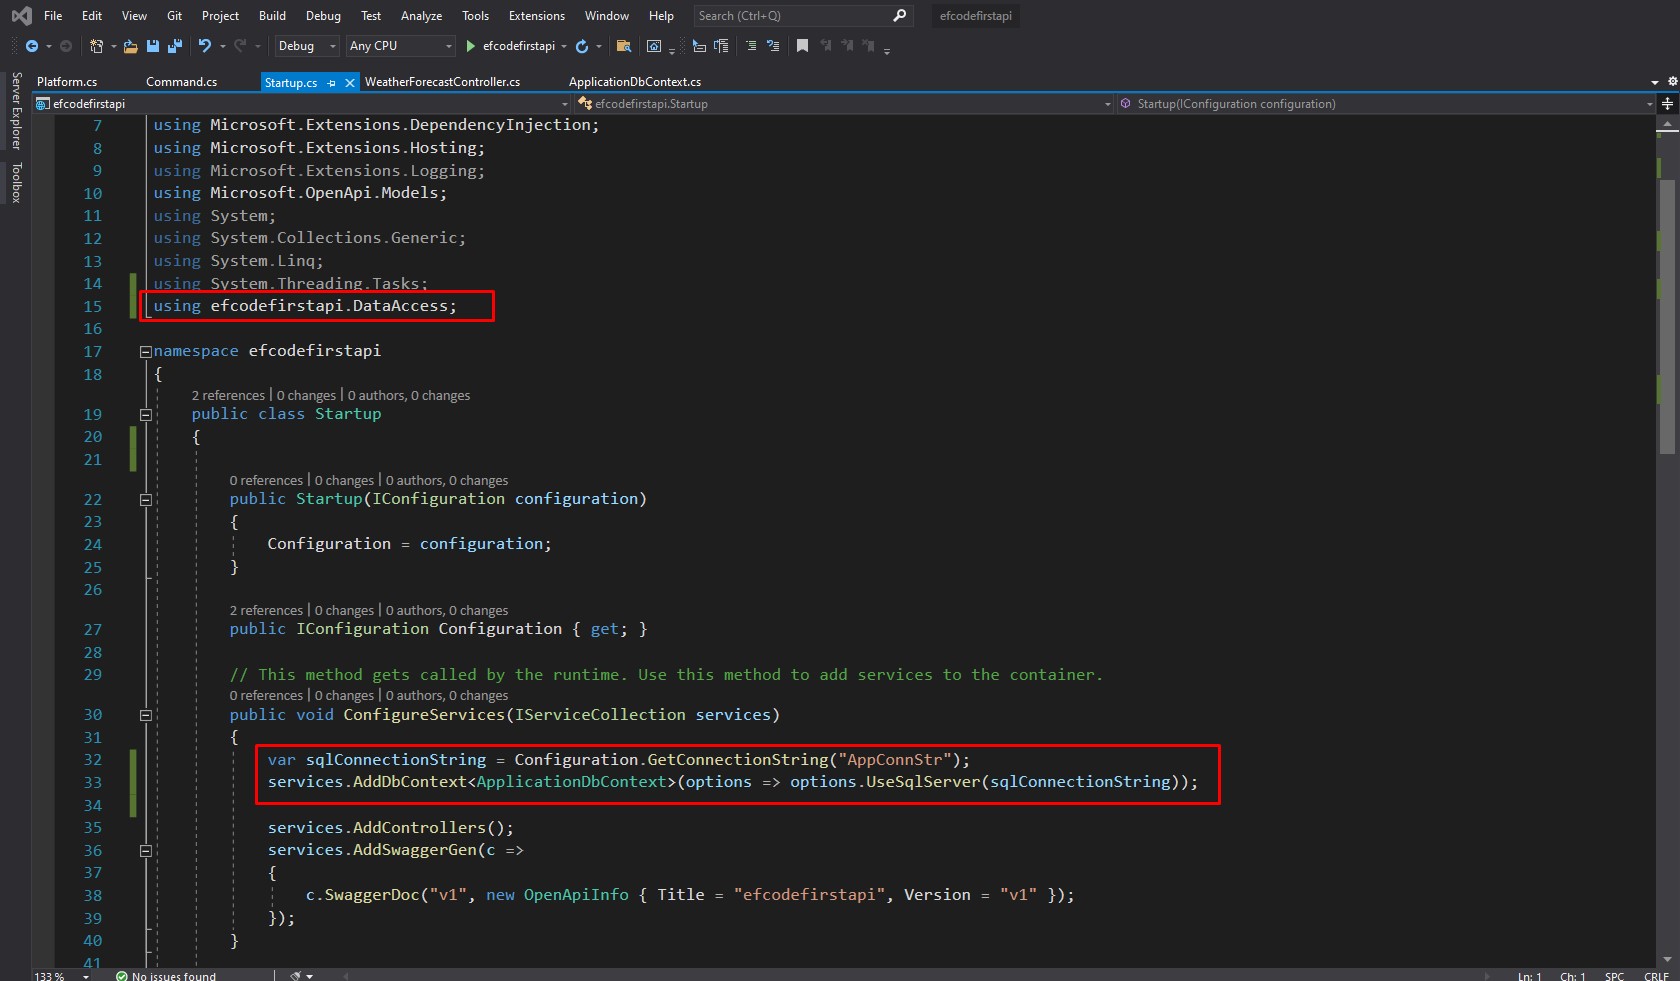 File Edit View Git Project Build Debug Test Analyze Tools Extensions Window Help Search (Ctrl+Q) efcodefirstapi
Debug Any CPU efcodefirstapi
Server Explorer
Toolbox
Platform.cs Command.cs Startup.cs WeatherForecastController.cs ApplicationDbContext.cs
efcodefirstapi efcodefirstapi.Startup Startup(IConfiguration configuration)
7 using Microsoft.Extensions.DependencyInjection;
8 using Microsoft.Extensions.Hosting;
9 using Microsoft.Extensions.Logging;
10 using Microsoft.OpenApi.Models;
11 using System;
12 using System.Collections.Generic;
13 using System.Linq;
14 using System.Threading.Tasks;
15 using efcodefirstapi.DataAccess;
16
17 namespace efcodefirstapi
18 {
2 references | 0 changes | 0 authors, 0 changes
19 public class Startup
20 {
21
0 references | 0 changes | 0 authors, 0 changes
22 public Startup(IConfiguration configuration)
23 {
24 Configuration = configuration;
25 }
26
2 references | 0 changes | 0 authors, 0 changes
27 public IConfiguration Configuration { get; }
28
29 // This method gets called by the runtime. Use this method to add services to the container.
0 references | 0 changes | 0 authors, 0 changes
30 public void ConfigureServices(IServiceCollection services)
31 {
32 var sqlConnectionString = Configuration.GetConnectionString("AppConnStr");
33 services.AddDbContext<ApplicationDbContext>(options => options.UseSqlServer(sqlConnectionString));
34
35 services.AddControllers();
36 services.AddSwaggerGen(c =>
37 {
38 c.SwaggerDoc("v1", new OpenApiInfo { Title = "efcodefirstapi", Version = "v1" });
39 });
40 }
41
133 % No issues found Ln: 1 Ch: 1 SPC CRLF